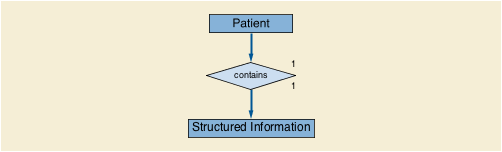 Patient
1
contains
1
Structured Information